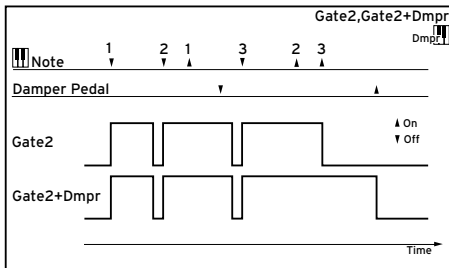 Gate2,Gate2+Dmpr
Dmpr
1 2 1 3 2 3
Note
Damper Pedal
On
Off
Gate2
Gate2+Dmpr
Time